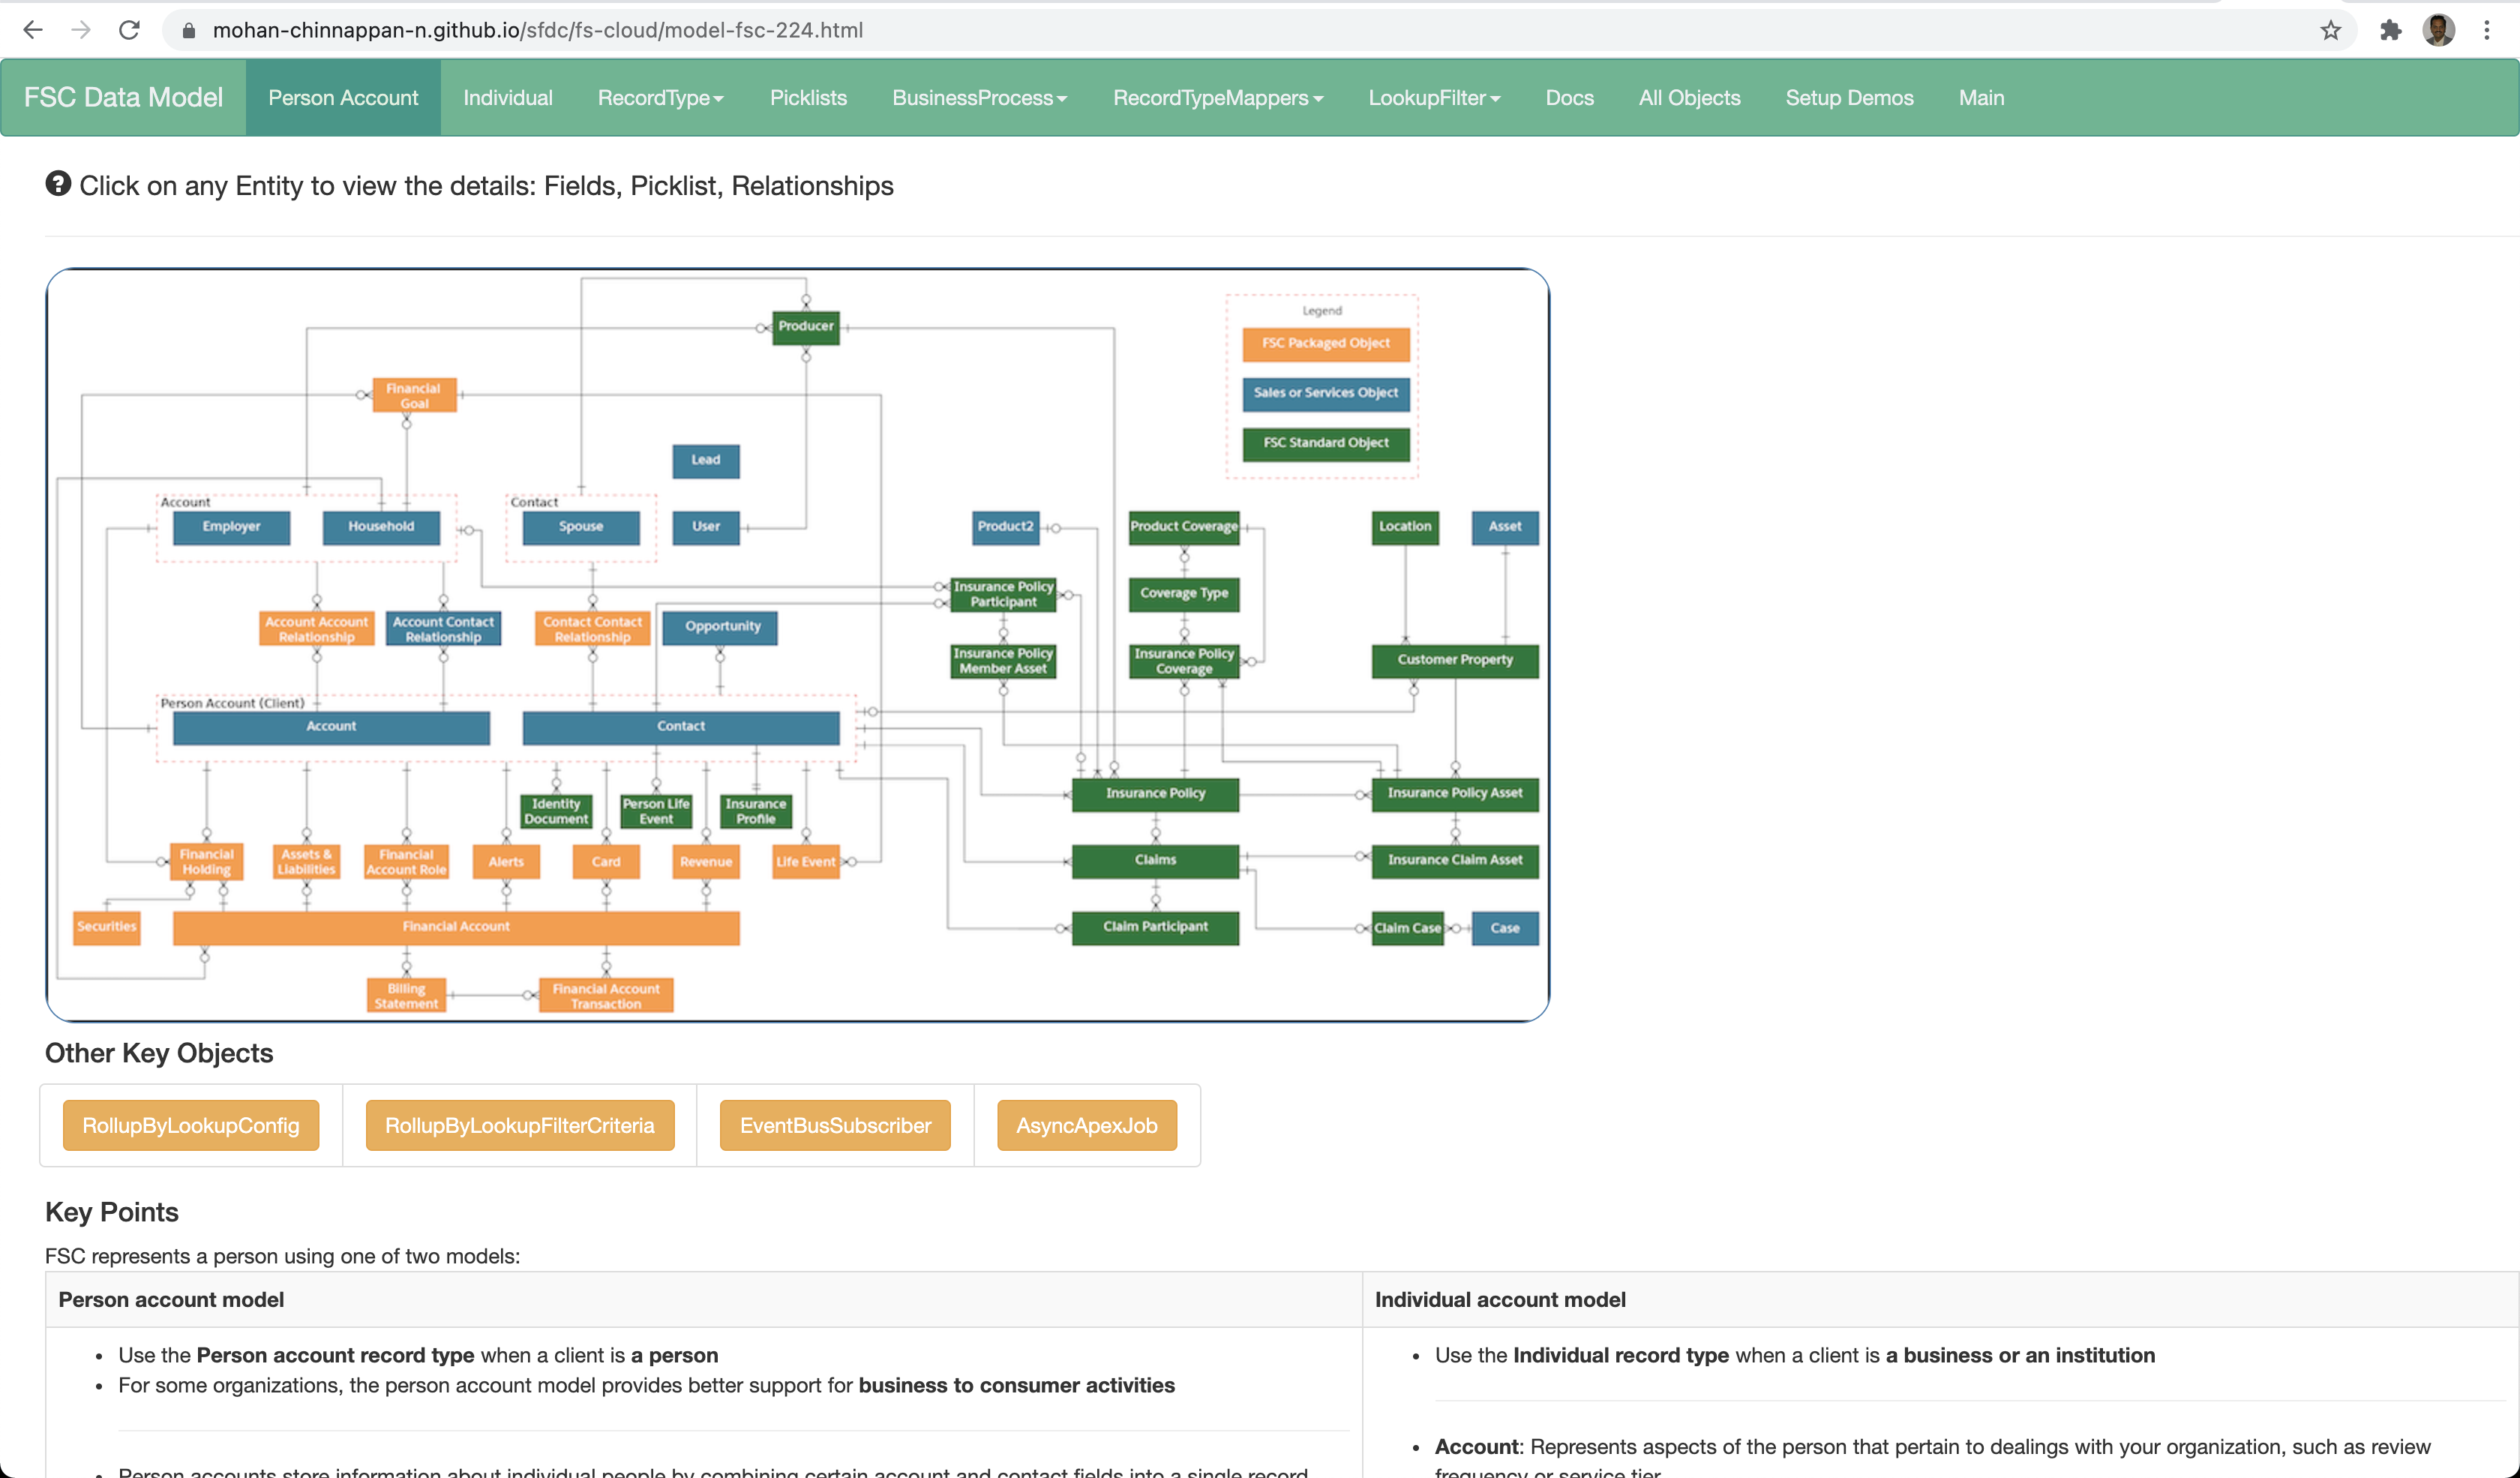 mohan-chinnappan-n.github.io/sfdc/fs-cloud/model-fsc-224.html
FSC Data Model Person Account Individual RecordType Picklists BusinessProcess RecordTypeMappers LookupFilter Docs All Objects Setup Demos Main
? Click on any Entity to view the details: Fields, Picklist, Relationships
Producer
Legend
FSC Packaged Object
Sales or Services Object
FSC Standard Object
Financial
Goal
Lead
Account
Employer
Household
Contact
Spouse
User
Product2
Product Coverage
Location
Asset
Insurance Policy
Participant
Coverage Type
Account Account
Relationship
Account Contact
Relationship
Contact Contact
Relationship
Opportunity
Insurance Policy
Member Asset
Insurance Policy
Coverage
Customer Property
Person Account (Client)
Account
Contact
Identity
Document
Person Life
Event
Insurance
Profile
Insurance Policy
Insurance Policy Asset
Financial
Holding
Assets &
Liabilities
Financial
Account Role
Alerts
Card
Revenue
Life Event
Claims
Insurance Claim Asset
Securities
Financial Account
Claim Participant
Claim Case
Case
Billing
Statement
Financial Account
Transaction
Other Key Objects
RollupByLookupConfig RollupByLookupFilterCriteria EventBusSubscriber AsyncApexJob
Key Points
FSC represents a person using one of two models:
Person account model
Individual account model
• Use the Person account record type when a client is a person
• For some organizations, the person account model provides better support for business to consumer activities
• Person accounts store information about individual people by combining certain account and contact fields into a single record
• Use the Individual record type when a client is a business or an institution
• Account: Represents aspects of the person that pertain to dealings with your organization, such as review
frequency or service tier